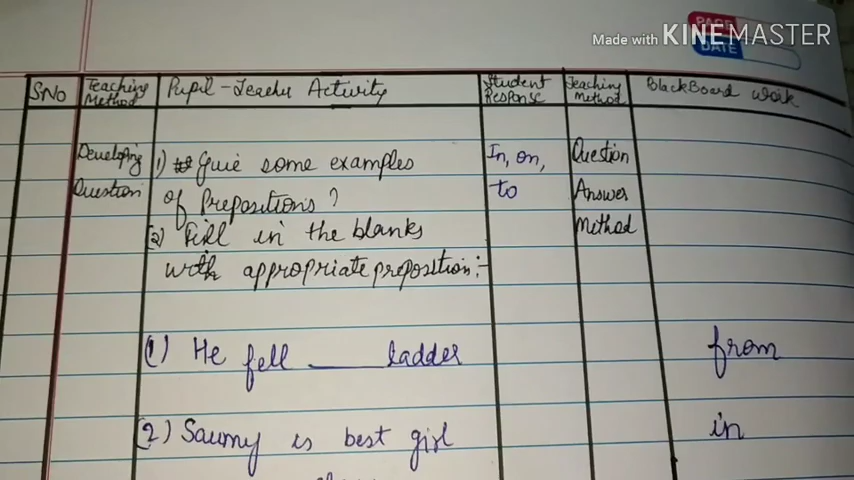 Made with KINEMASTER
PAGE
DATE
SNo Teaching Method Pupil-Teacher Activity Student Response Teaching Method BlackBoard work
Developing 1) Give some examples In, on, Question
Question of Prepositions? to Answer
(2) Fill in the blanks Method
with appropriate preposition:-
(1) He fell ____ ladder from
(2) Saumy is best girl in